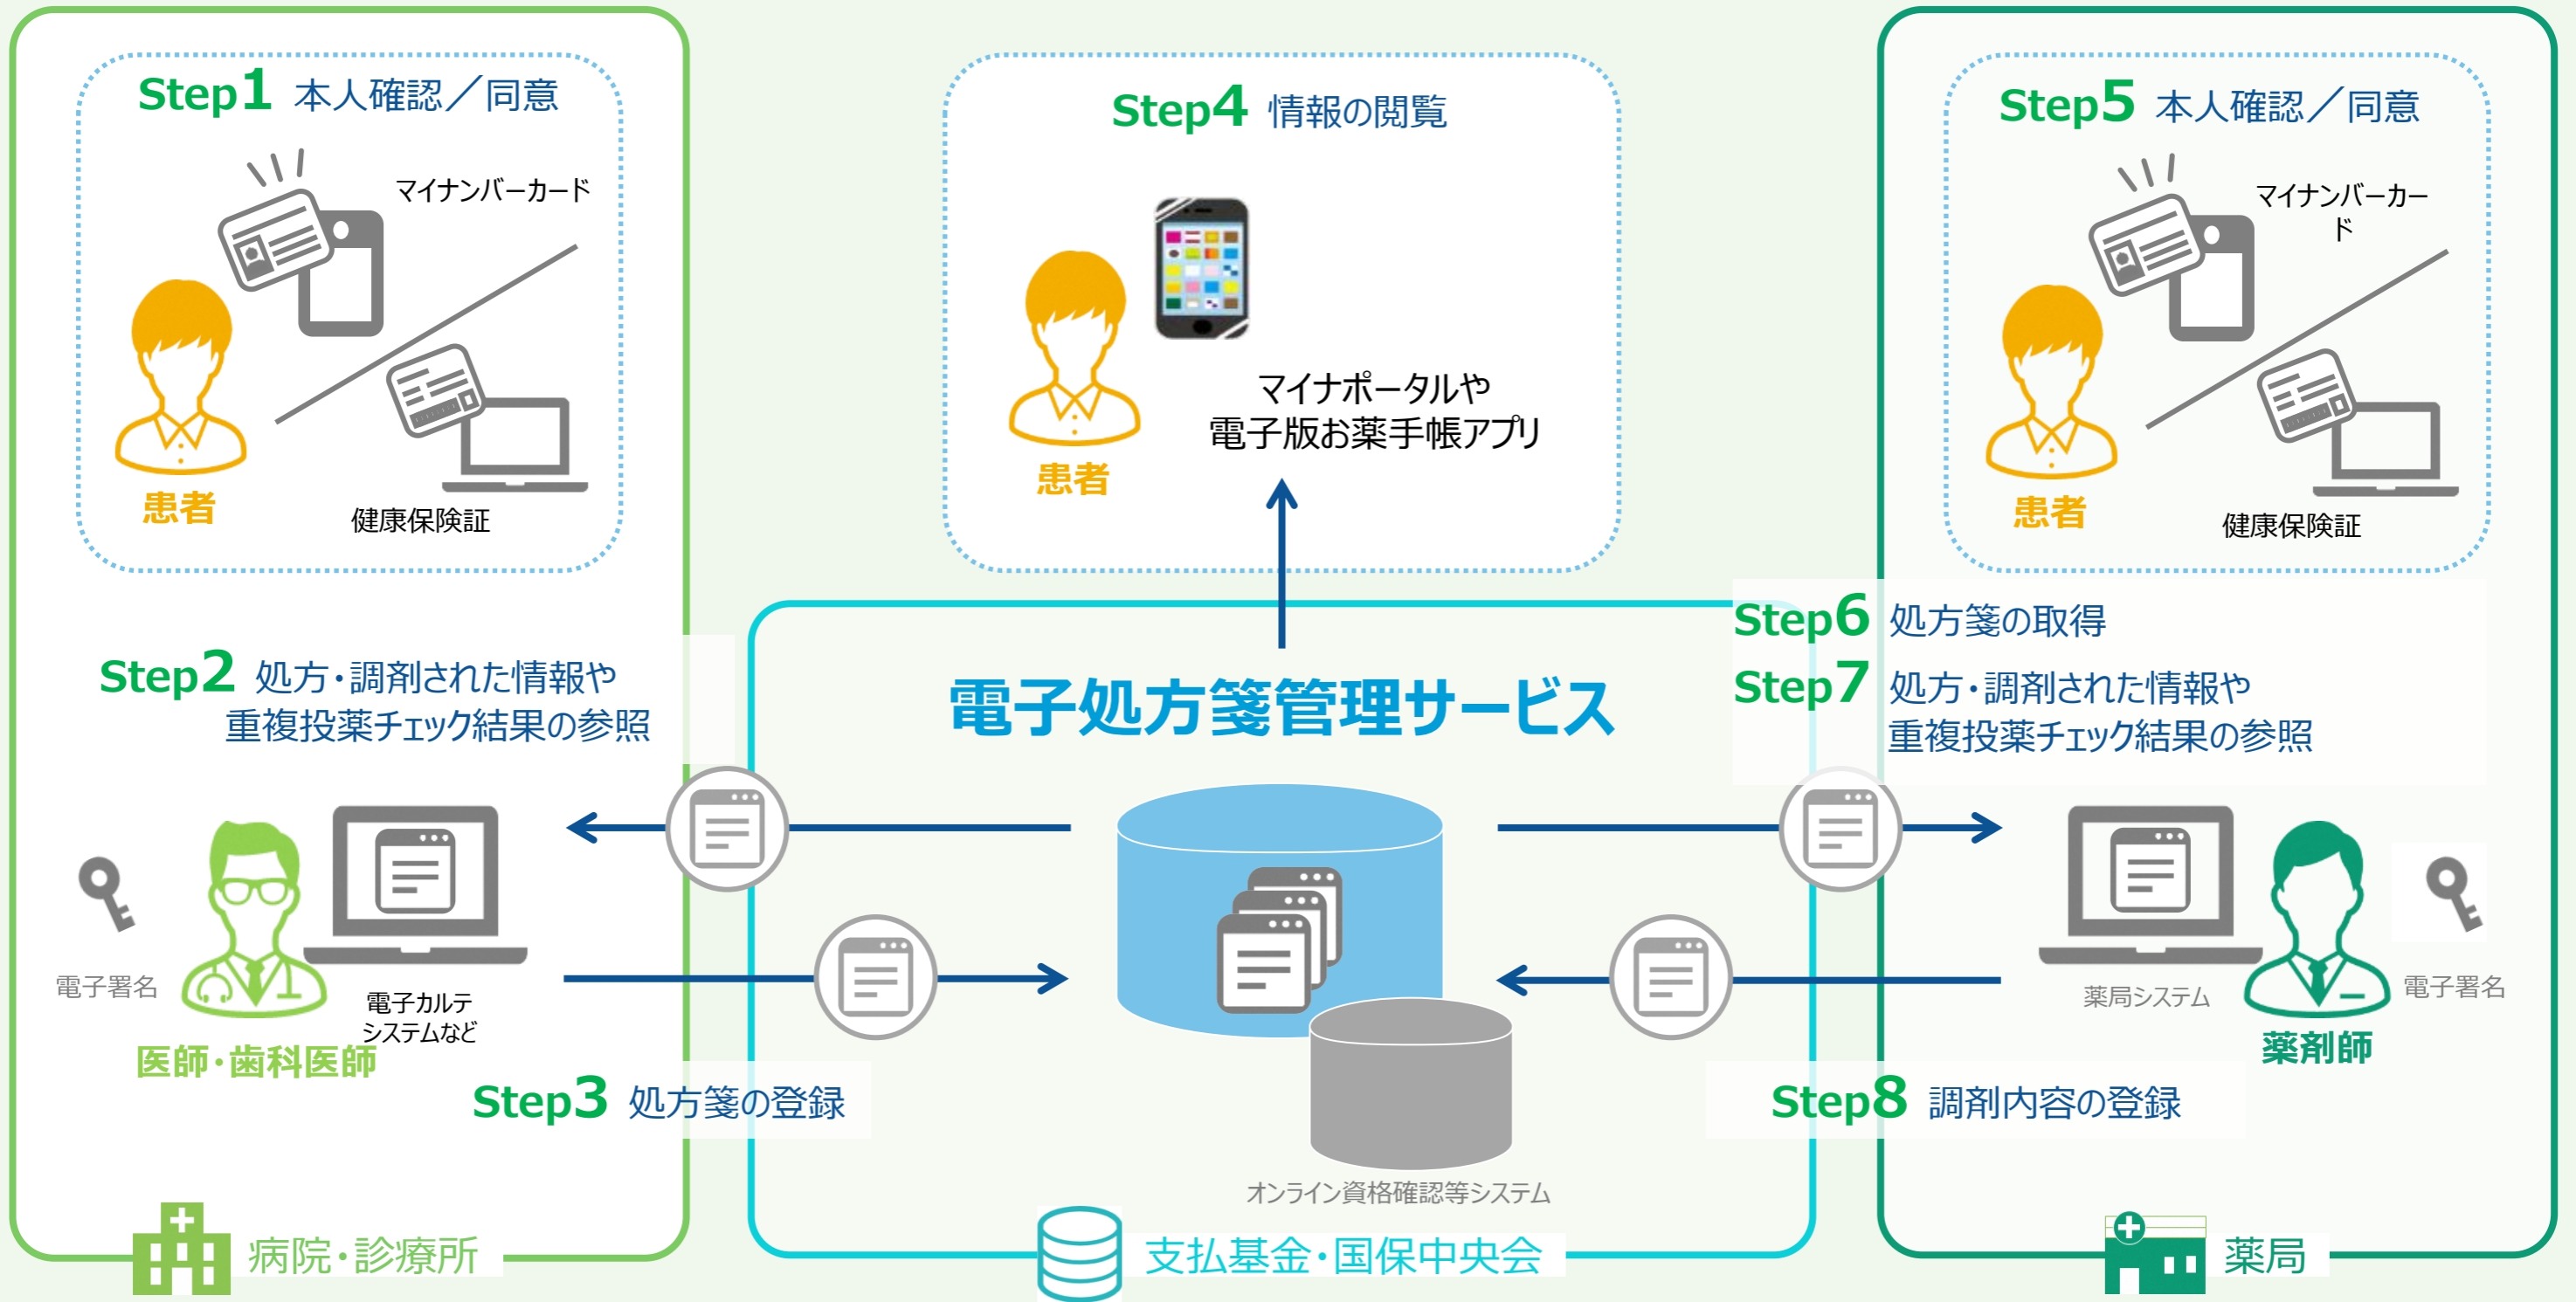 Step1 本人確認／同意
マイナンバーカード
患者
健康保険証
Step2 処方・調剤された情報や
重複投薬チェック結果の参照
電子署名
電子カルテ
システムなど
医師・歯科医師
Step3 処方箋の登録
病院・診療所
Step4 情報の閲覧
マイナポータルや
電子版お薬手帳アプリ
患者
電子処方箋管理サービス
オンライン資格確認等システム
支払基金・国保中央会
Step5 本人確認／同意
マイナンバーカー
ド
患者
健康保険証
Step6 処方箋の取得
Step7 処方・調剤された情報や
重複投薬チェック結果の参照
薬局システム
電子署名
薬剤師
Step8 調剤内容の登録
薬局